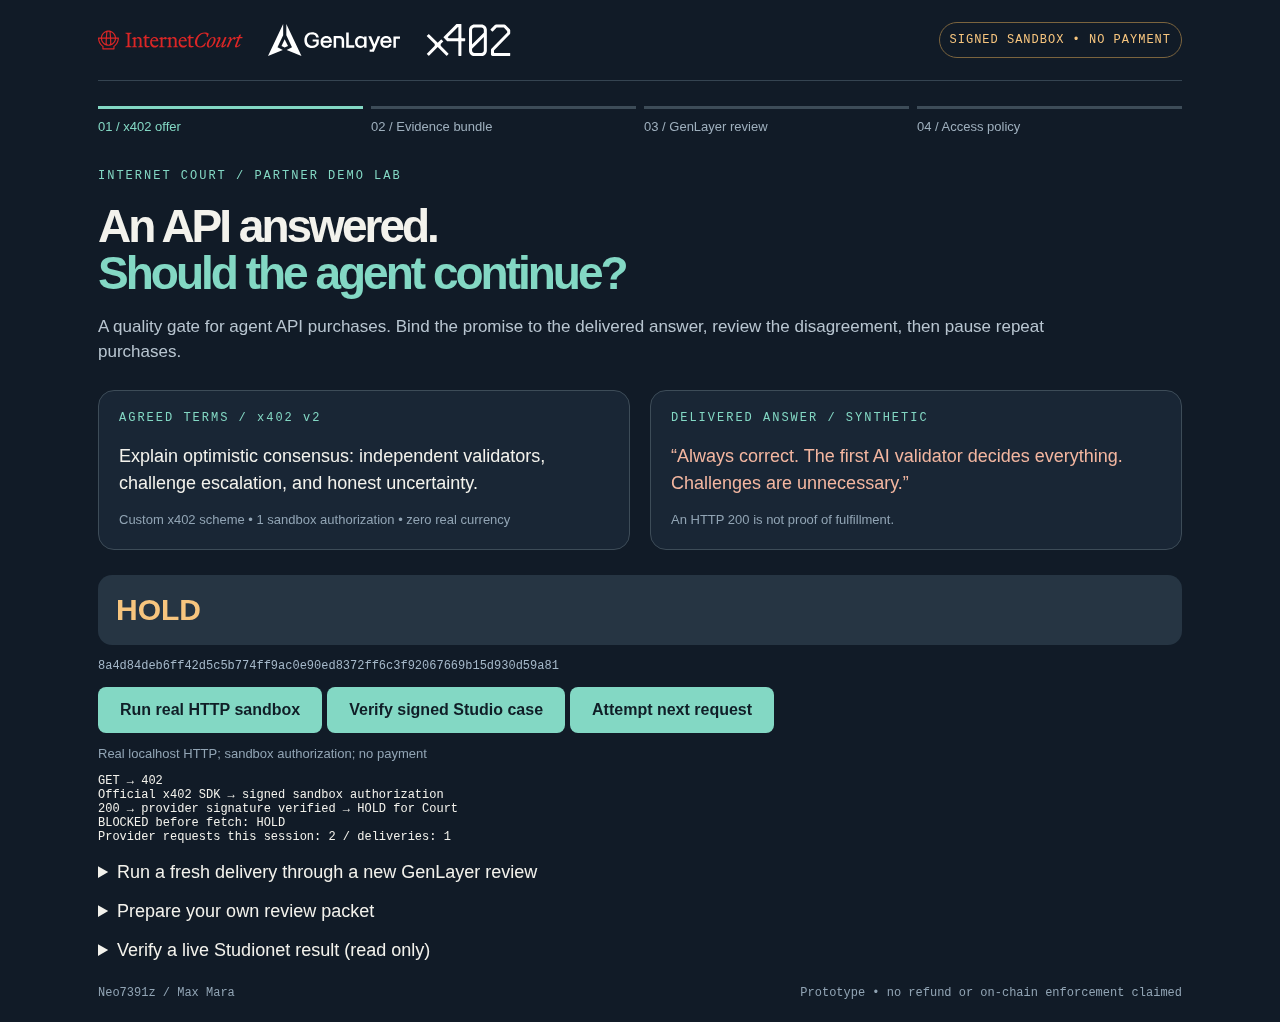 InternetCourt GenLayer x402 SIGNED SANDBOX • NO PAYMENT
01 / x402 offer 02 / Evidence bundle 03 / GenLayer review 04 / Access policy
INTERNET COURT / PARTNER DEMO LAB
An API answered.
Should the agent continue?
A quality gate for agent API purchases. Bind the promise to the delivered answer, review the disagreement, then pause repeat
purchases.
AGREED TERMS / x402 v2
Explain optimistic consensus: independent validators,
challenge escalation, and honest uncertainty.
Custom x402 scheme • 1 sandbox authorization • zero real currency
DELIVERED ANSWER / SYNTHETIC
“Always correct. The first AI validator decides everything.
Challenges are unnecessary.”
An HTTP 200 is not proof of fulfillment.
HOLD
8a4d84deb6ff42d5c5b774ff9ac0e90ed8372ff6c3f92067669b15d930d59a81
Run real HTTP sandbox Verify signed Studio case Attempt next request
Real localhost HTTP; sandbox authorization; no payment
GET → 402
Official x402 SDK → signed sandbox authorization
200 → provider signature verified → HOLD for Court
BLOCKED before fetch: HOLD
Provider requests this session: 2 / deliveries: 1
▶ Run a fresh delivery through a new GenLayer review
▶ Prepare your own review packet
▶ Verify a live Studionet result (read only)
Neo7391z / Max Mara Prototype • no refund or on-chain enforcement claimed